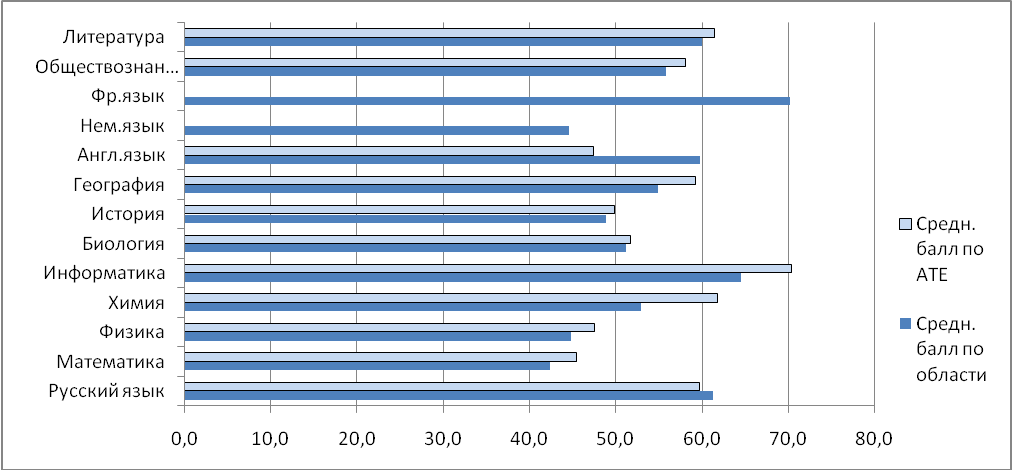 Литература
Обществознан...
Фр.язык
Нем.язык
Англ.язык
География
История
Биология
Информатика
Химия
Физика
Математика
Русский язык
0,0 10,0 20,0 30,0 40,0 50,0 60,0 70,0 80,0
Средн.
балл по
АТЕ
Средн.
балл по
области